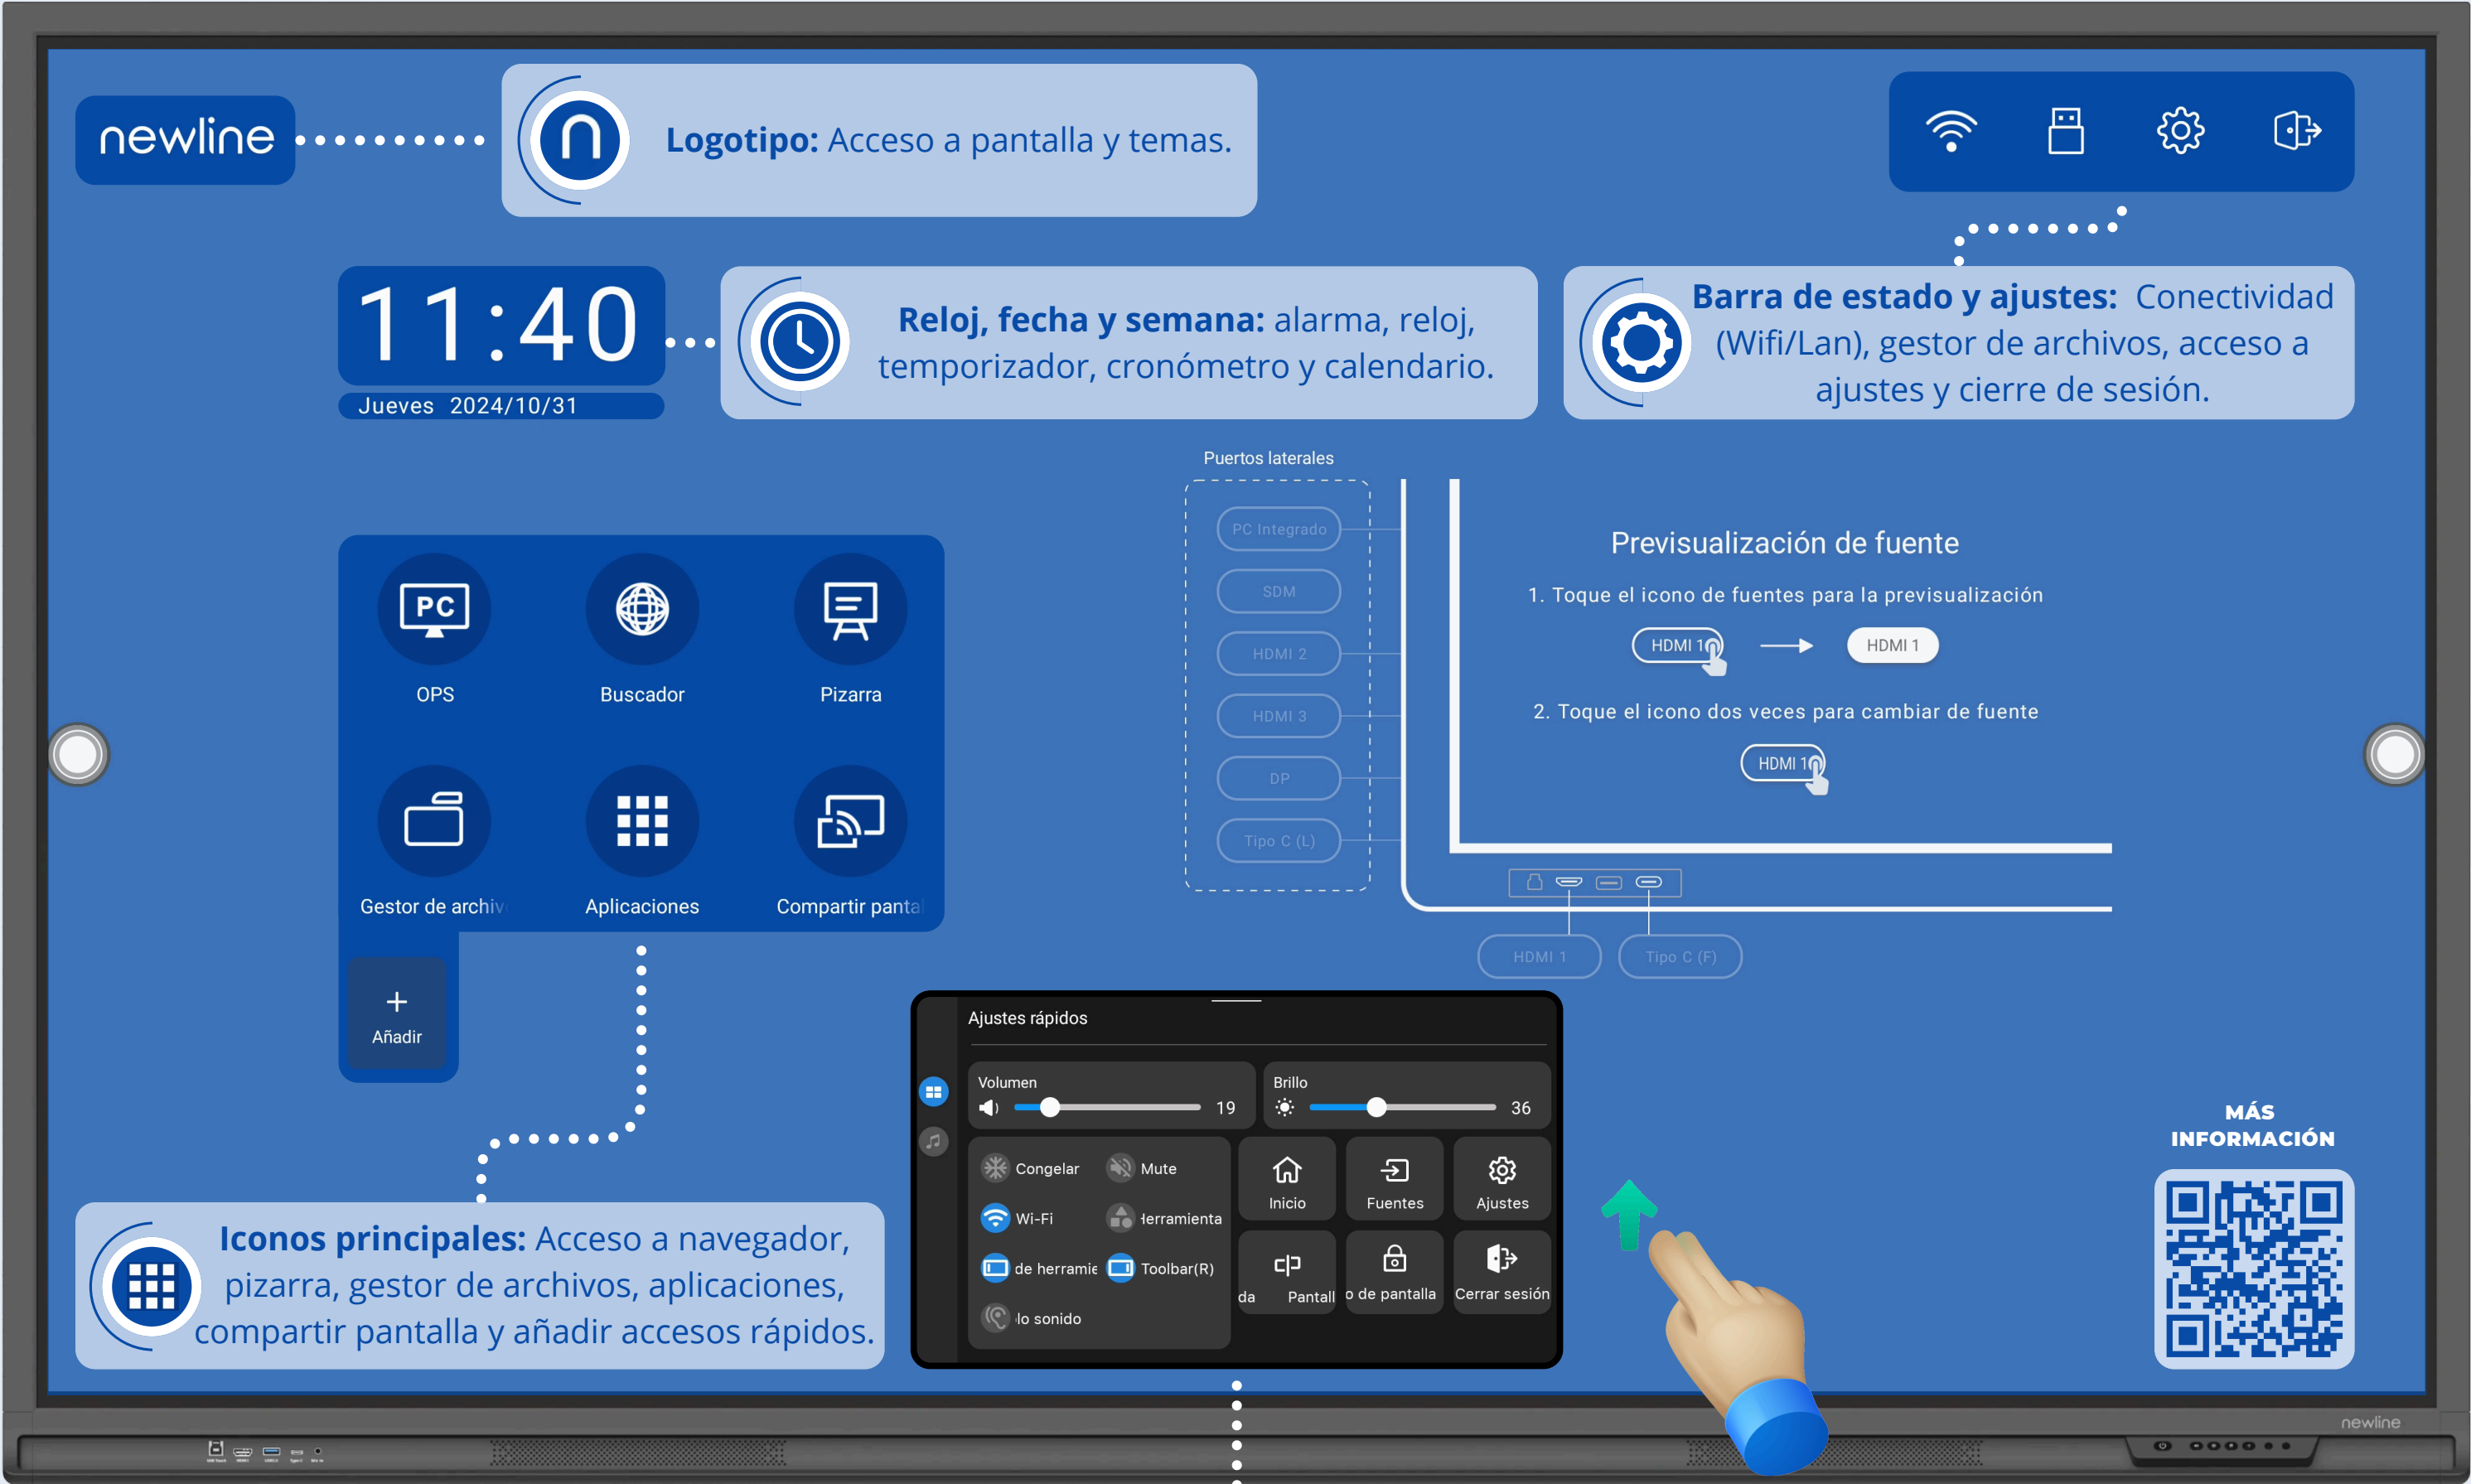 newline
Logotipo: Acceso a pantalla y temas.
11:40
Jueves 2024/10/31
Reloj, fecha y semana: alarma, reloj,
temporizador, cronómetro y calendario.
Barra de estado y ajustes: Conectividad
(Wifi/Lan), gestor de archivos, acceso a
ajustes y cierre de sesión.
PC
OPS
Buscador
Pizarra
Gestor de archiv
Aplicaciones
Compartir panta
+
Añadir
Puertos laterales
PC Integrado
SDM
HDMI 2
HDMI 3
DP
Tipo C (L)
Previsualización de fuente
1. Toque el icono de fuentes para la previsualización
HDMI 1
HDMI 1
2. Toque el icono dos veces para cambiar de fuente
HDMI 1
HDMI 1
Tipo C (F)
Iconos principales: Acceso a navegador,
pizarra, gestor de archivos, aplicaciones,
compartir pantalla y añadir accesos rápidos.
Ajustes rápidos
Volumen
19
Brillo
36
Congelar
Mute
Wi-Fi
Herramienta
de herramie
Toolbar(R)
lo sonido
Inicio
Fuentes
Ajustes
da Pantall
o de pantalla
Cerrar sesión
MÁS
INFORMACIÓN
newline